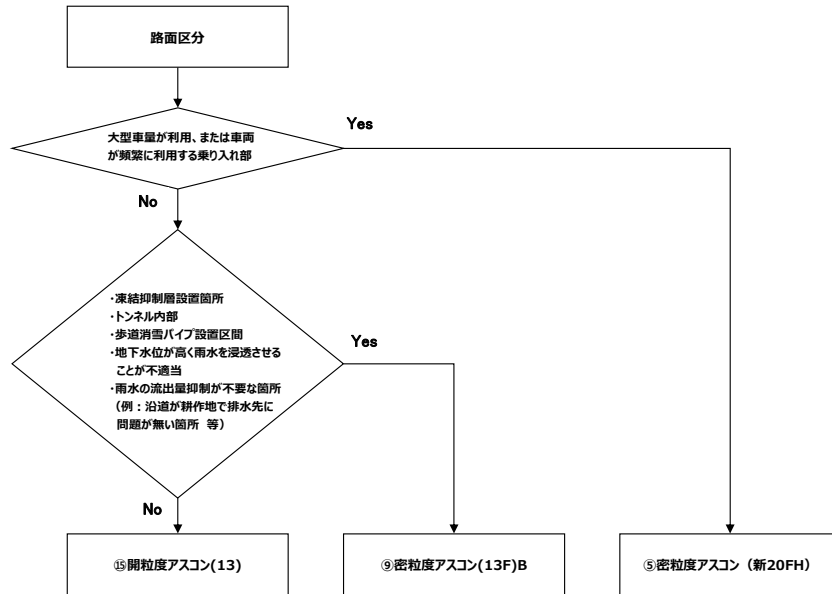 路面区分
大型車量が利用、または車両
が頻繁に利用する乗り入れ部
Yes
No
・凍結抑制層設置箇所
・トンネル内部
・歩道消雪パイプ設置区間
・地下水位が高く雨水を浸透させる
ことが不適当
・雨水の流出量抑制が不要な箇所
（例：沿道が耕作地で排水先に
問題が無い箇所 等）
Yes
No
⑮開粒度アスコン(13)
⑨密粒度アスコン(13F)B
⑤密粒度アスコン（新20FH）